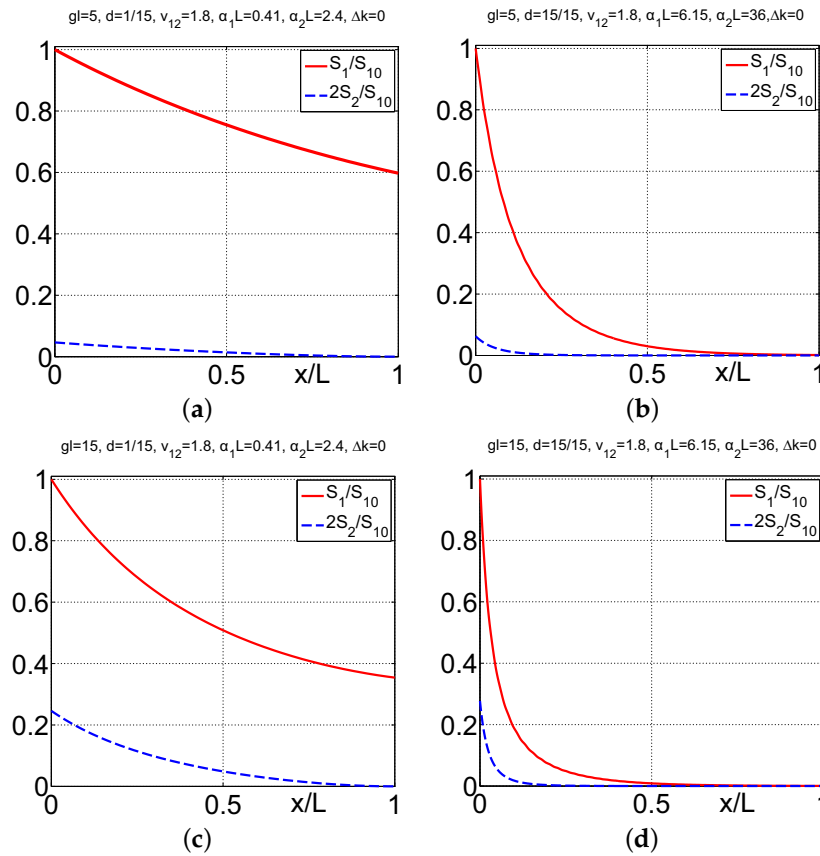 gl=5, d=1/15, v12=1.8, α1L=0.41, α2L=2.4, Δk=0
1
0.8
0.6
0.4
0.2
0
0
0.5
x/L
1
S1/S10
2S2/S10
(a)
gl=5, d=15/15, v12=1.8, α1L=6.15, α2L=36,Δk=0
1
0.8
0.6
0.4
0.2
0
0
0.5
x/L
1
S1/S10
2S2/S10
(b)
gl=15, d=1/15, v12=1.8, α1L=0.41, α2L=2.4, Δk=0
1
0.8
0.6
0.4
0.2
0
0
0.5
x/L
1
S1/S10
2S2/S10
(c)
gl=15, d=15/15, v12=1.8, α1L=6.15, α2L=36, Δk=0
1
0.8
0.6
0.4
0.2
0
0
0.5
x/L
1
S1/S10
2S2/S10
(d)